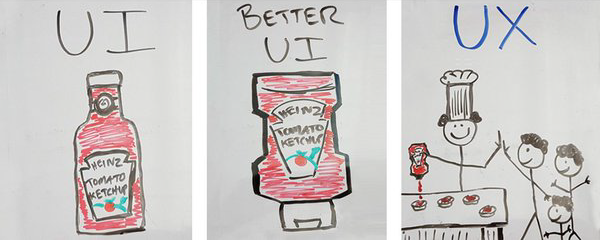 UI
HEINZ
TOMATO
KETCHUP
BETTER
UI
HEINZ
TOMATO
KETCHUP
UX